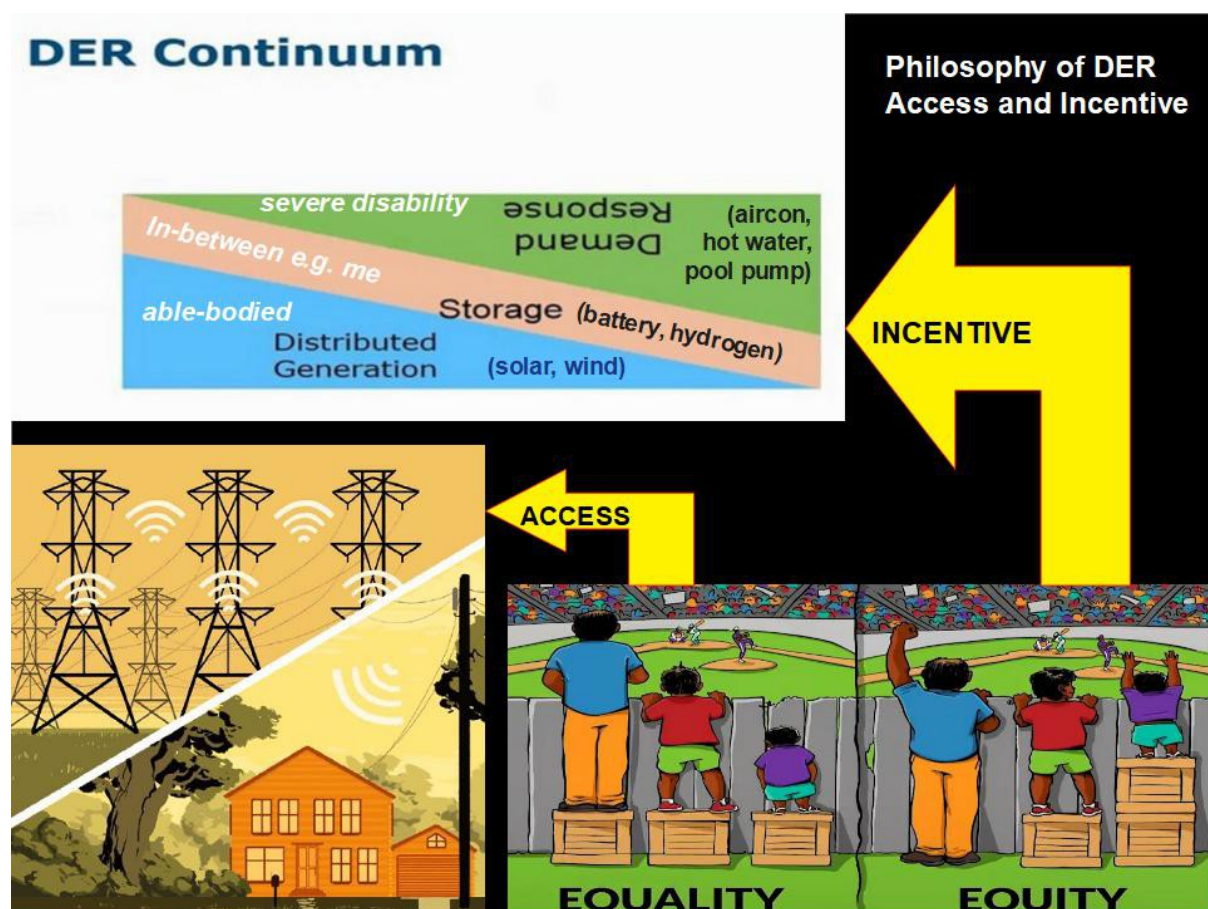 DER Continuum
Philosophy of DER
Access and Incentive
severe disability
Demand
Response
(aircon,
hot water,
pool pump)
In-between e.g. me
Storage (battery, hydrogen)
able-bodied
Distributed
Generation (solar, wind)
INCENTIVE
ACCESS
EQUALITY
EQUITY